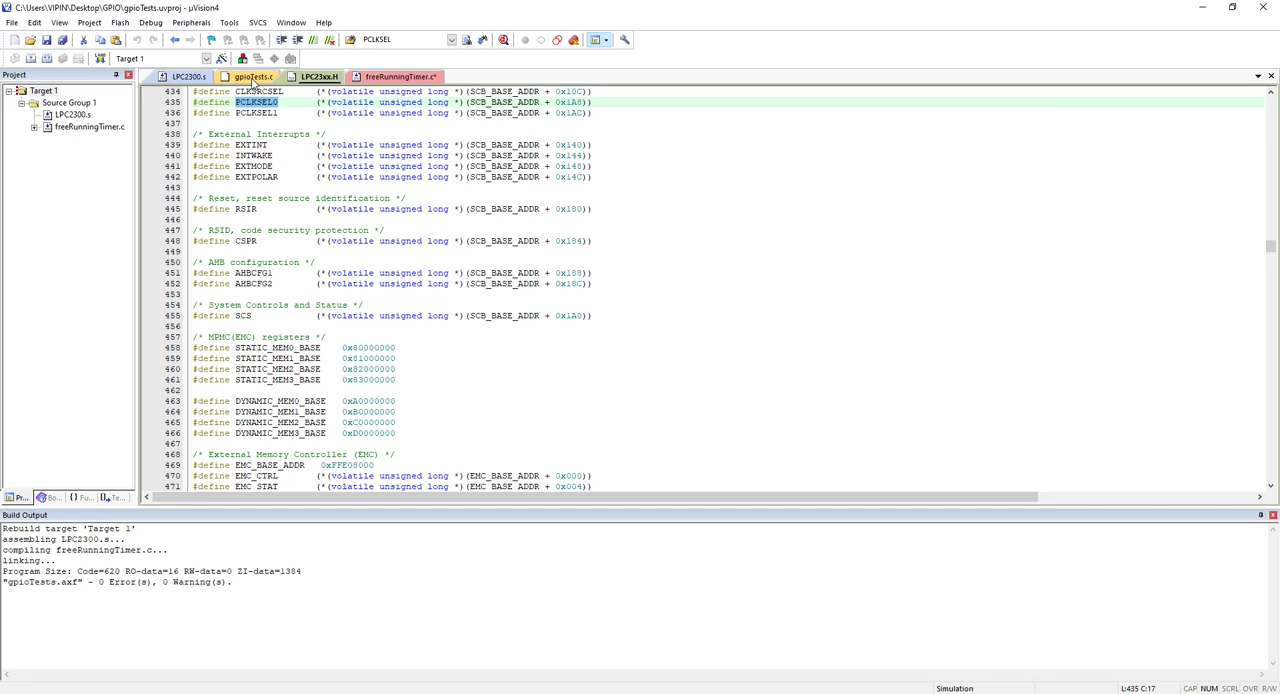 C:\Users\VIPIN\Desktop\GPIO\gpioTests.uvproj - µVision4
File Edit View Project Flash Debug Peripherals Tools SVCS Window Help
PCLKSEL
Target 1
Project
LPC2300.s gpioTests.c LPC23xx.H freeRunningTimer.c*
Target 1
Source Group 1
LPC2300.s
freeRunningTimer.c
434 #define CLKSRCSEL (*(volatile unsigned long *)(SCB_BASE_ADDR + 0x10C))
435 #define PCLKSEL0 (*(volatile unsigned long *)(SCB_BASE_ADDR + 0x1A8))
436 #define PCLKSEL1 (*(volatile unsigned long *)(SCB_BASE_ADDR + 0x1AC))
437
438 /* External Interrupts */
439 #define EXTINT (*(volatile unsigned long *)(SCB_BASE_ADDR + 0x140))
440 #define INTWAKE (*(volatile unsigned long *)(SCB_BASE_ADDR + 0x144))
441 #define EXTMODE (*(volatile unsigned long *)(SCB_BASE_ADDR + 0x148))
442 #define EXTPOLAR (*(volatile unsigned long *)(SCB_BASE_ADDR + 0x14C))
443
444 /* Reset, reset source identification */
445 #define RSIR (*(volatile unsigned long *)(SCB_BASE_ADDR + 0x180))
446
447 /* RSID, code security protection */
448 #define CSPR (*(volatile unsigned long *)(SCB_BASE_ADDR + 0x184))
449
450 /* AHB configuration */
451 #define AHBCFG1 (*(volatile unsigned long *)(SCB_BASE_ADDR + 0x188))
452 #define AHBCFG2 (*(volatile unsigned long *)(SCB_BASE_ADDR + 0x18C))
453
454 /* System Controls and Status */
455 #define SCS (*(volatile unsigned long *)(SCB_BASE_ADDR + 0x1A0))
456
457 /* MPMC(EMC) registers */
458 #define STATIC_MEM0_BASE 0x80000000
459 #define STATIC_MEM1_BASE 0x81000000
460 #define STATIC_MEM2_BASE 0x82000000
461 #define STATIC_MEM3_BASE 0x83000000
462
463 #define DYNAMIC_MEM0_BASE 0xA0000000
464 #define DYNAMIC_MEM1_BASE 0xB0000000
465 #define DYNAMIC_MEM2_BASE 0xC0000000
466 #define DYNAMIC_MEM3_BASE 0xD0000000
467
468 /* External Memory Controller (EMC) */
469 #define EMC_BASE_ADDR 0xFFE08000
470 #define EMC_CTRL (*(volatile unsigned long *)(EMC_BASE_ADDR + 0x000))
471 #define EMC_STAT (*(volatile unsigned long *)(EMC_BASE_ADDR + 0x004))
Pr... Bo... {} Fu... Te...
Build Output
Rebuild target 'Target 1'
assembling LPC2300.s...
compiling freeRunningTimer.c...
linking...
Program Size: Code=620 RO-data=16 RW-data=0 ZI-data=1384
"gpioTests.axf" - 0 Error(s), 0 Warning(s).
Simulation L:435 C:17 CAP NUM SCRL OVR R/W